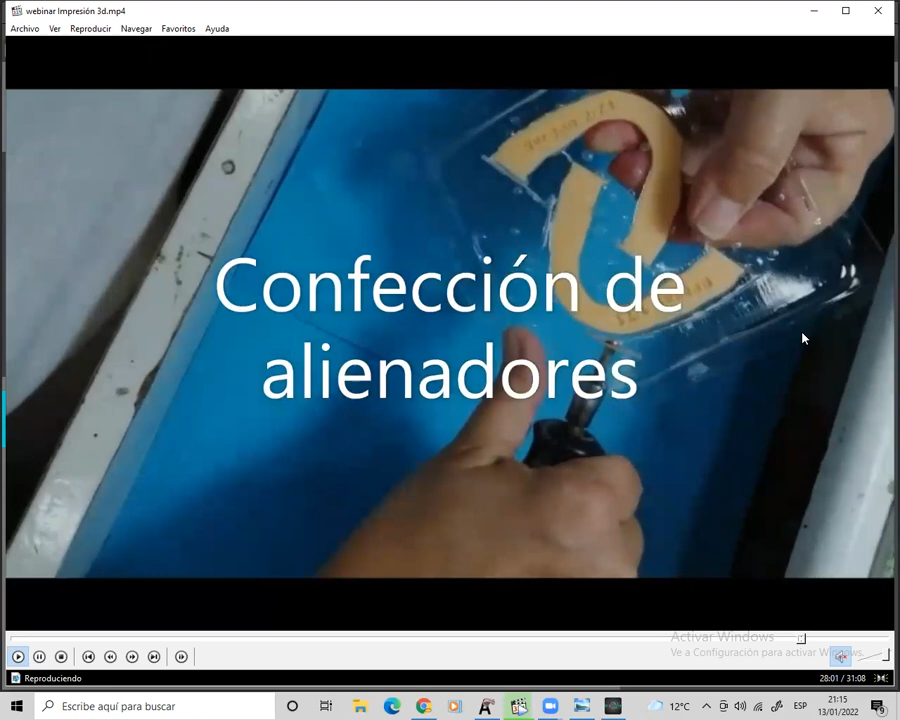 webinar Impresión 3d.mp4
Archivo Ver Reproducir Navegar Favoritos Ayuda
Confección de
alienadores
Activar Windows
Ve a Configuración para activar Windows.
Reproduciendo
28:01 / 31:08
Escribe aquí para buscar
12°C
ESP
21:15
13/01/2022
9